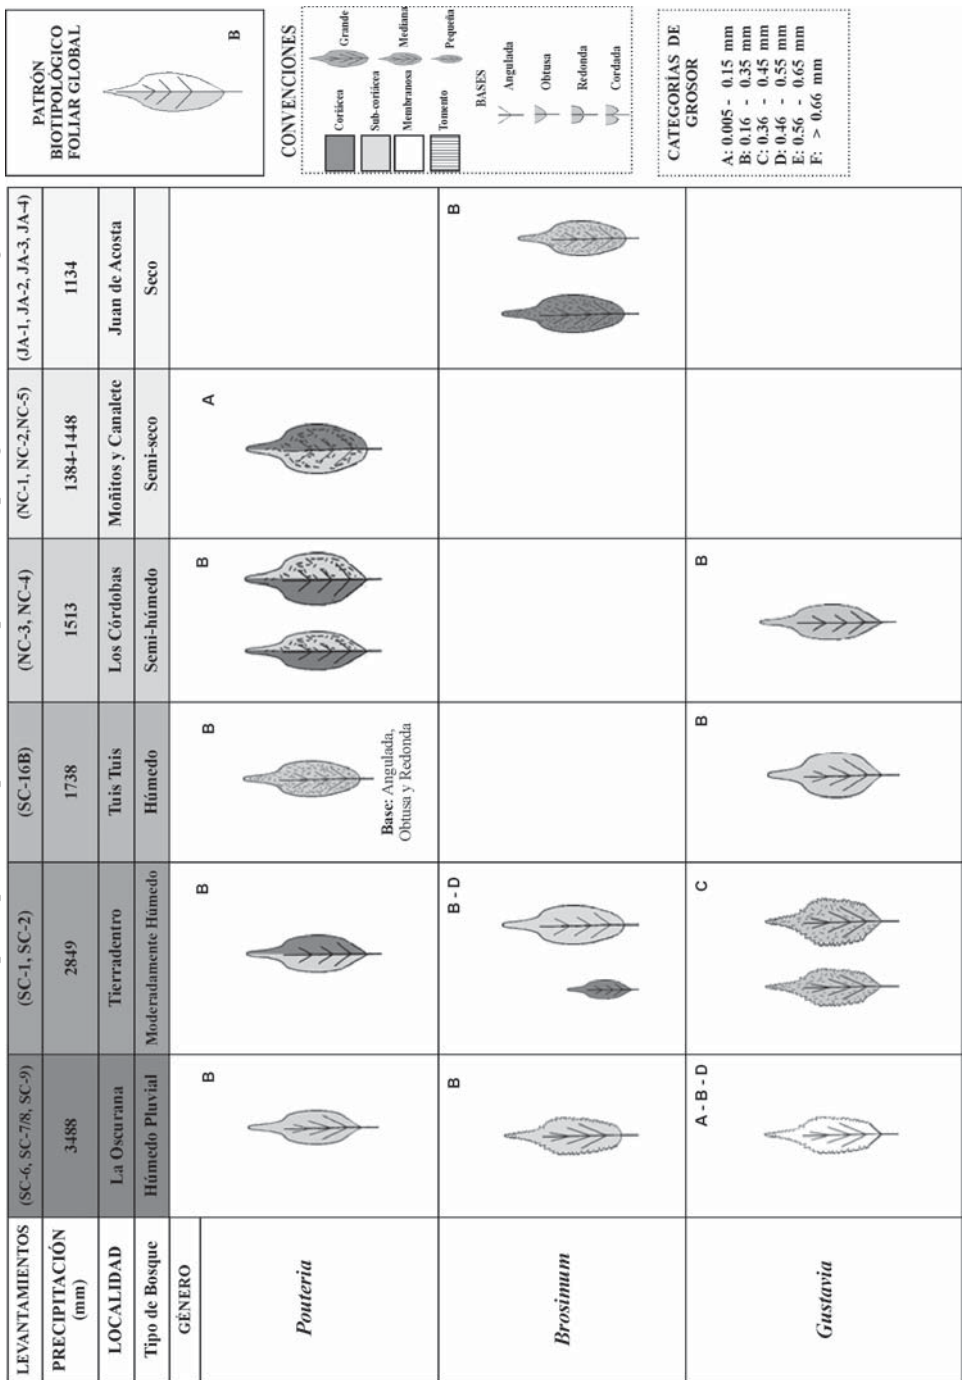 LEVANTAMIENTOS
(SC-6, SC-7/8, SC-9)
(SC-1, SC-2)
(SC-16B)
(NC-3, NC-4)
(NC-1, NC-2,NC-5)
(JA-1, JA-2, JA-3, JA-4)
PRECIPITACIÓN
(mm)
3488
2849
1738
1513
1384-1448
1134
LOCALIDAD
La Oscurana
Tierradentro
Tuis Tuis
Los Córdobas
Moñitos y Canalete
Juan de Acosta
Tipo de Bosque
Húmedo Pluvial
Moderadamente Húmedo
Húmedo
Semi-húmedo
Semi-seco
Seco
GÉNERO
Pouteria
B
B
B
Base: Angulada,
Obtusa y Redonda
B
A
Brosimum
B
B - D
B
Gustavia
A - B - D
C
B
B
PATRÓN
BIOTIPOLÓGICO
FOLIAR GLOBAL
B
CONVENCIONES
Coriácea
Grande
Sub-coriácea
Mediana
Membranosa
Pequeña
Tomento
BASES
Angulada
Obtusa
Redonda
Cordada
CATEGORÍAS DE
GROSOR
A: 0.005 - 0.15 mm
B: 0.16 - 0.35 mm
C: 0.36 - 0.45 mm
D: 0.46 - 0.55 mm
E: 0.56 - 0.65 mm
F: > 0.66 mm